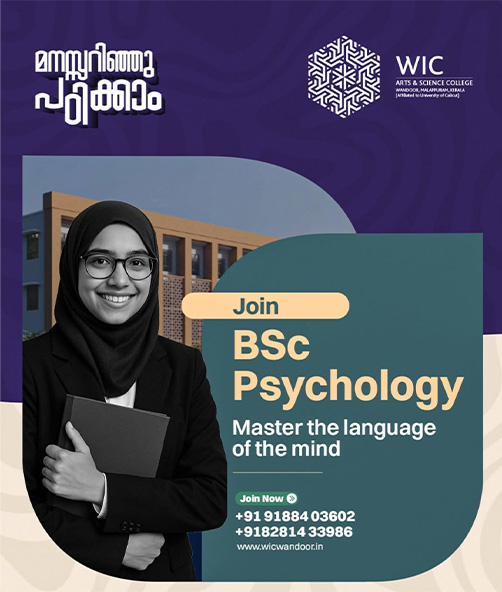 മനസ്സറിഞ്ഞു
പഠിക്കാം
WIC
ARTS & SCIENCE COLLEGE
WANDOOR, MALAPPURAM, KERALA
(Affiliated to University of Calicut)
Join
BSc
Psychology
Master the language
of the mind
Join Now
+91 91884 03602
+9182814 33986
www.wicwandoor.in